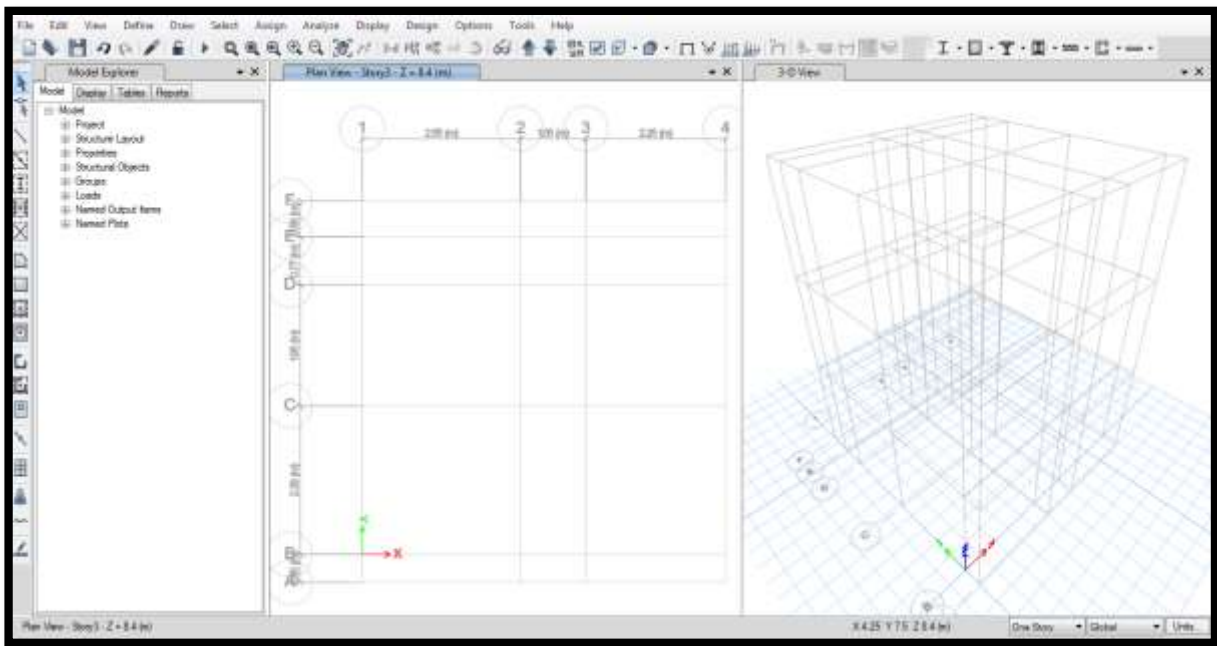 File Edit View Define Draw Select Assign Analyze Display Design Options Tools Help
Model Explorer
Plan View - Story3 - Z = 8.4 (m)
3-D View
Model Display Tables Reports
Model
Project
Structure Layout
Properties
Structural Objects
Groups
Loads
Named Output Items
Named Plots
1 2 3 4
D
C
B
Y
X
Plan View - Story3 - Z = 8.4 (m)
X 4.25 Y 7.5 Z 8.4 (m)
One Story
Global
Units...